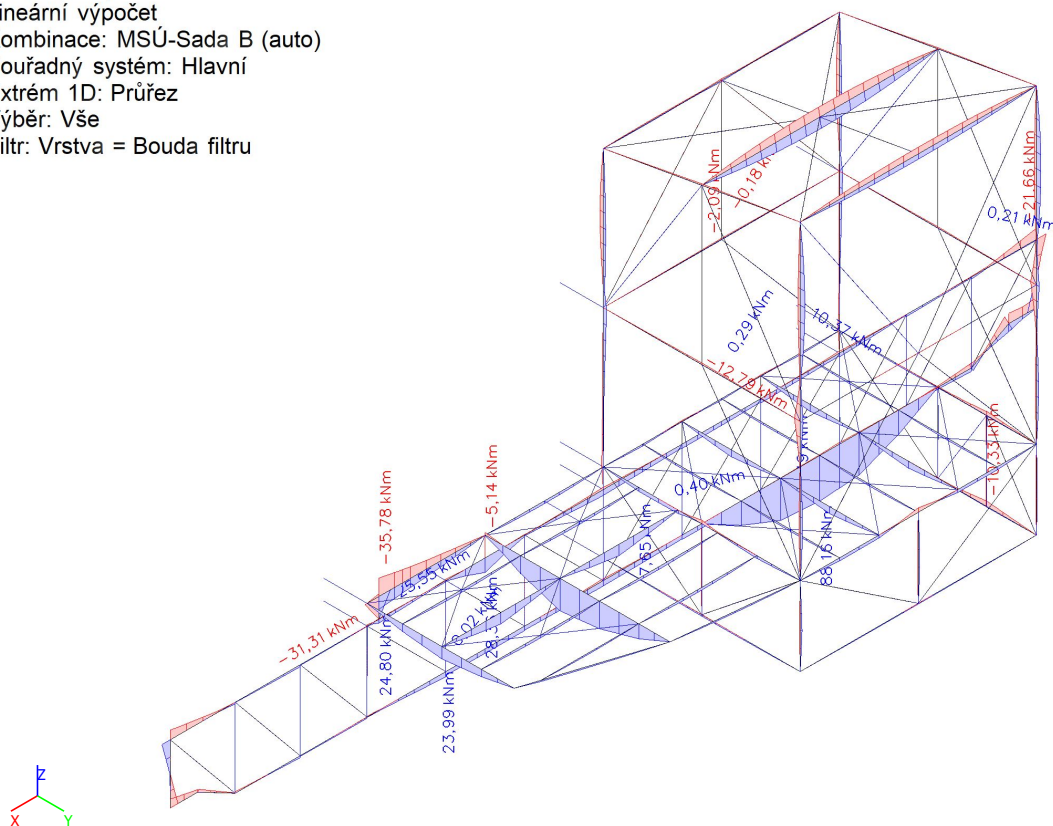 ineární výpočet
ombinace: MSÚ-Sada B (auto)
ouřadný systém: Hlavní
xtrém 1D: Průřez
ýběr: Vše
iltr: Vrstva = Bouda filtru
-2,09 kNm
-0,18 k
21,66 kNm
0,21 kNm
0,29 kNm
10,37 kNm
-12,79 kNm
9 kNm
-10,33 kNm
-5,14 kNm
0,40 kNm
-35,78 kNm
7,65 kNm
88,15 kNm
25,55 kNm
-31,31 kNm
24,80 kNm
23,99 kNm
Z
X
Y